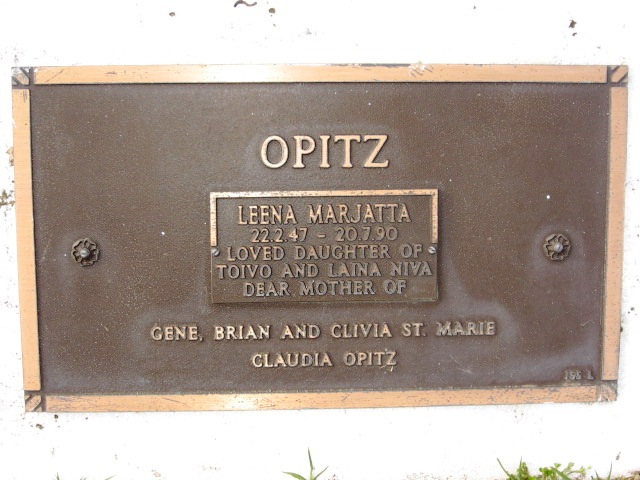 OPITZ
LEENA MARJATTA
22.2.47 - 20.7.90
LOVED DAUGHTER OF
TOIVO AND LAINA NIVA
DEAR MOTHER OF
GENE, BRIAN AND CLIVIA ST. MARIE
CLAUDIA OPITZ